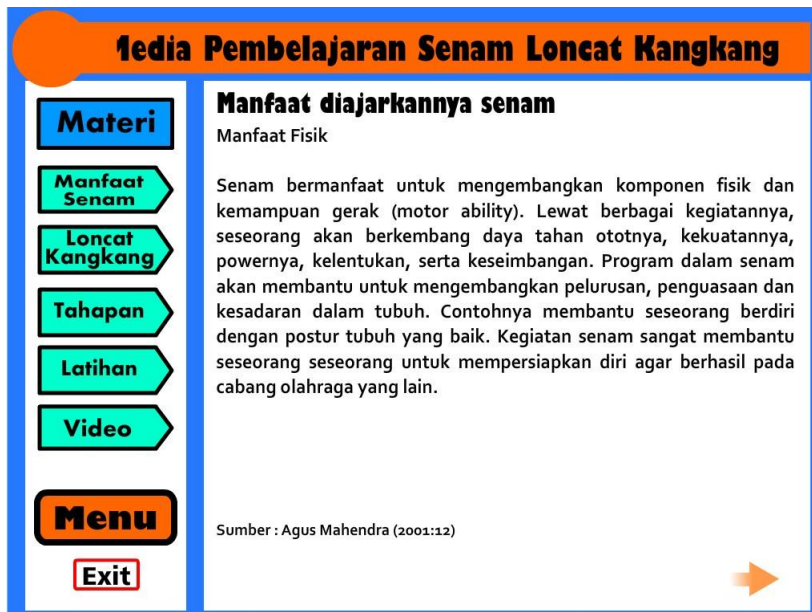 Media Pembelajaran Senam Loncat Kangkang
Materi
Manfaat
Senam
Loncat
Kangkang
Tahapan
Latihan
Video
Menu
Exit
Manfaat diajarkannya senam
Manfaat Fisik
Senam bermanfaat untuk mengembangkan komponen fisik dan
kemampuan gerak (motor ability). Lewat berbagai kegiatannya,
seseorang akan berkembang daya tahan ototnya, kekuatannya,
powernya, kelentukan, serta keseimbangan. Program dalam senam
akan membantu untuk mengembangkan pelurusan, penguasaan dan
kesadaran dalam tubuh. Contohnya membantu seseorang berdiri
dengan postur tubuh yang baik. Kegiatan senam sangat membantu
seseorang seseorang untuk mempersiapkan diri agar berhasil pada
cabang olahraga yang lain.
Sumber : Agus Mahendra (2001:12)